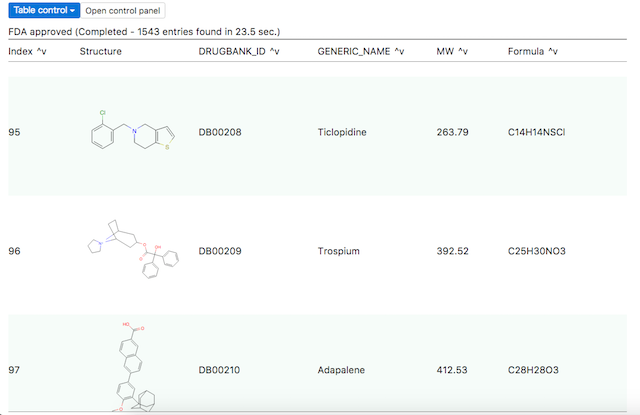 Table control Open control panel
FDA approved (Completed - 1543 entries found in 23.5 sec.)
Index ^v Structure DRUGBANK_ID ^v GENERIC_NAME ^v MW ^v Formula ^v
Cl
95 N DB00208 Ticlopidine 263.79 C14H14NSCl
S
96 N DB00209 Trospium 392.52 C25H30NO3
O OH
O
HO O
97 DB00210 Adapalene 412.53 C28H28O3
O